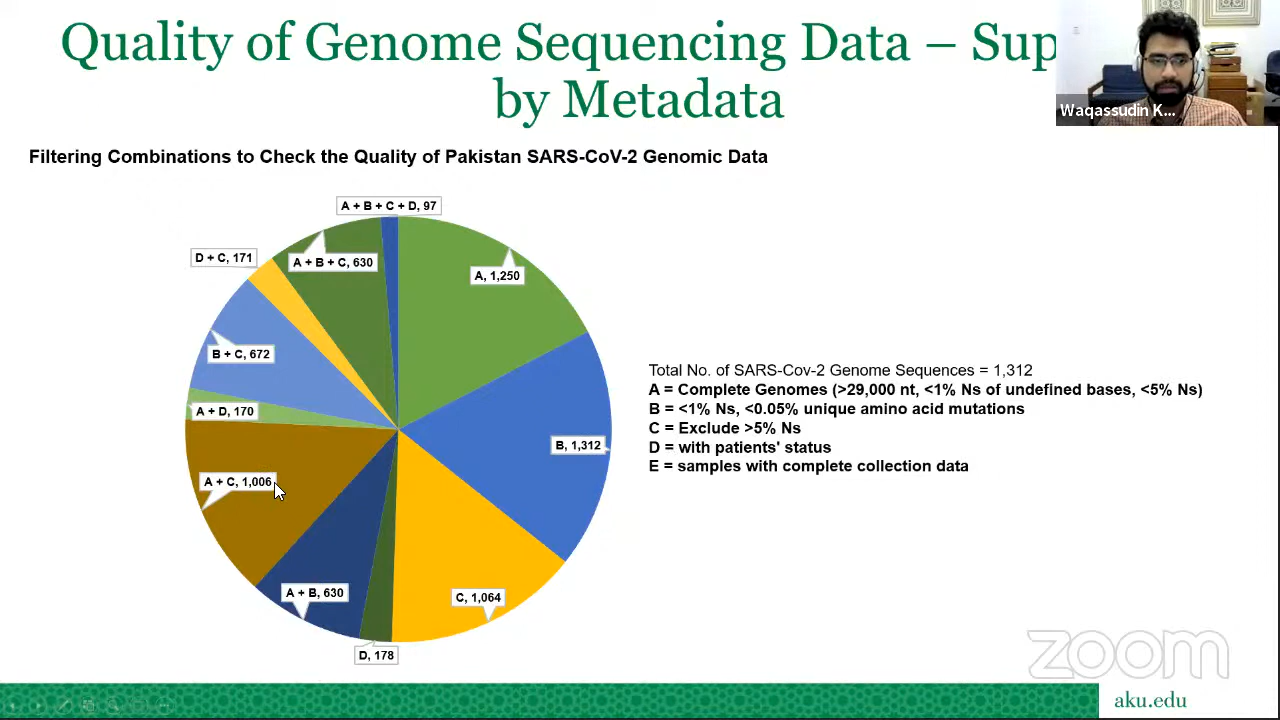 Quality of Genome Sequencing Data – Sup
by Metadata
Waqassudin K...
Filtering Combinations to Check the Quality of Pakistan SARS-CoV-2 Genomic Data
A + B + C + D, 97
D + C, 171
A + B + C, 630
A, 1,250
B + C, 672
A + D, 170
B, 1,312
A + C, 1,006
A + B, 630
C, 1,064
D, 178
Total No. of SARS-Cov-2 Genome Sequences = 1,312
A = Complete Genomes (>29,000 nt, <1% Ns of undefined bases, <5% Ns)
B = <1% Ns, <0.05% unique amino acid mutations
C = Exclude >5% Ns
D = with patients' status
E = samples with complete collection data
zoom
aku.edu